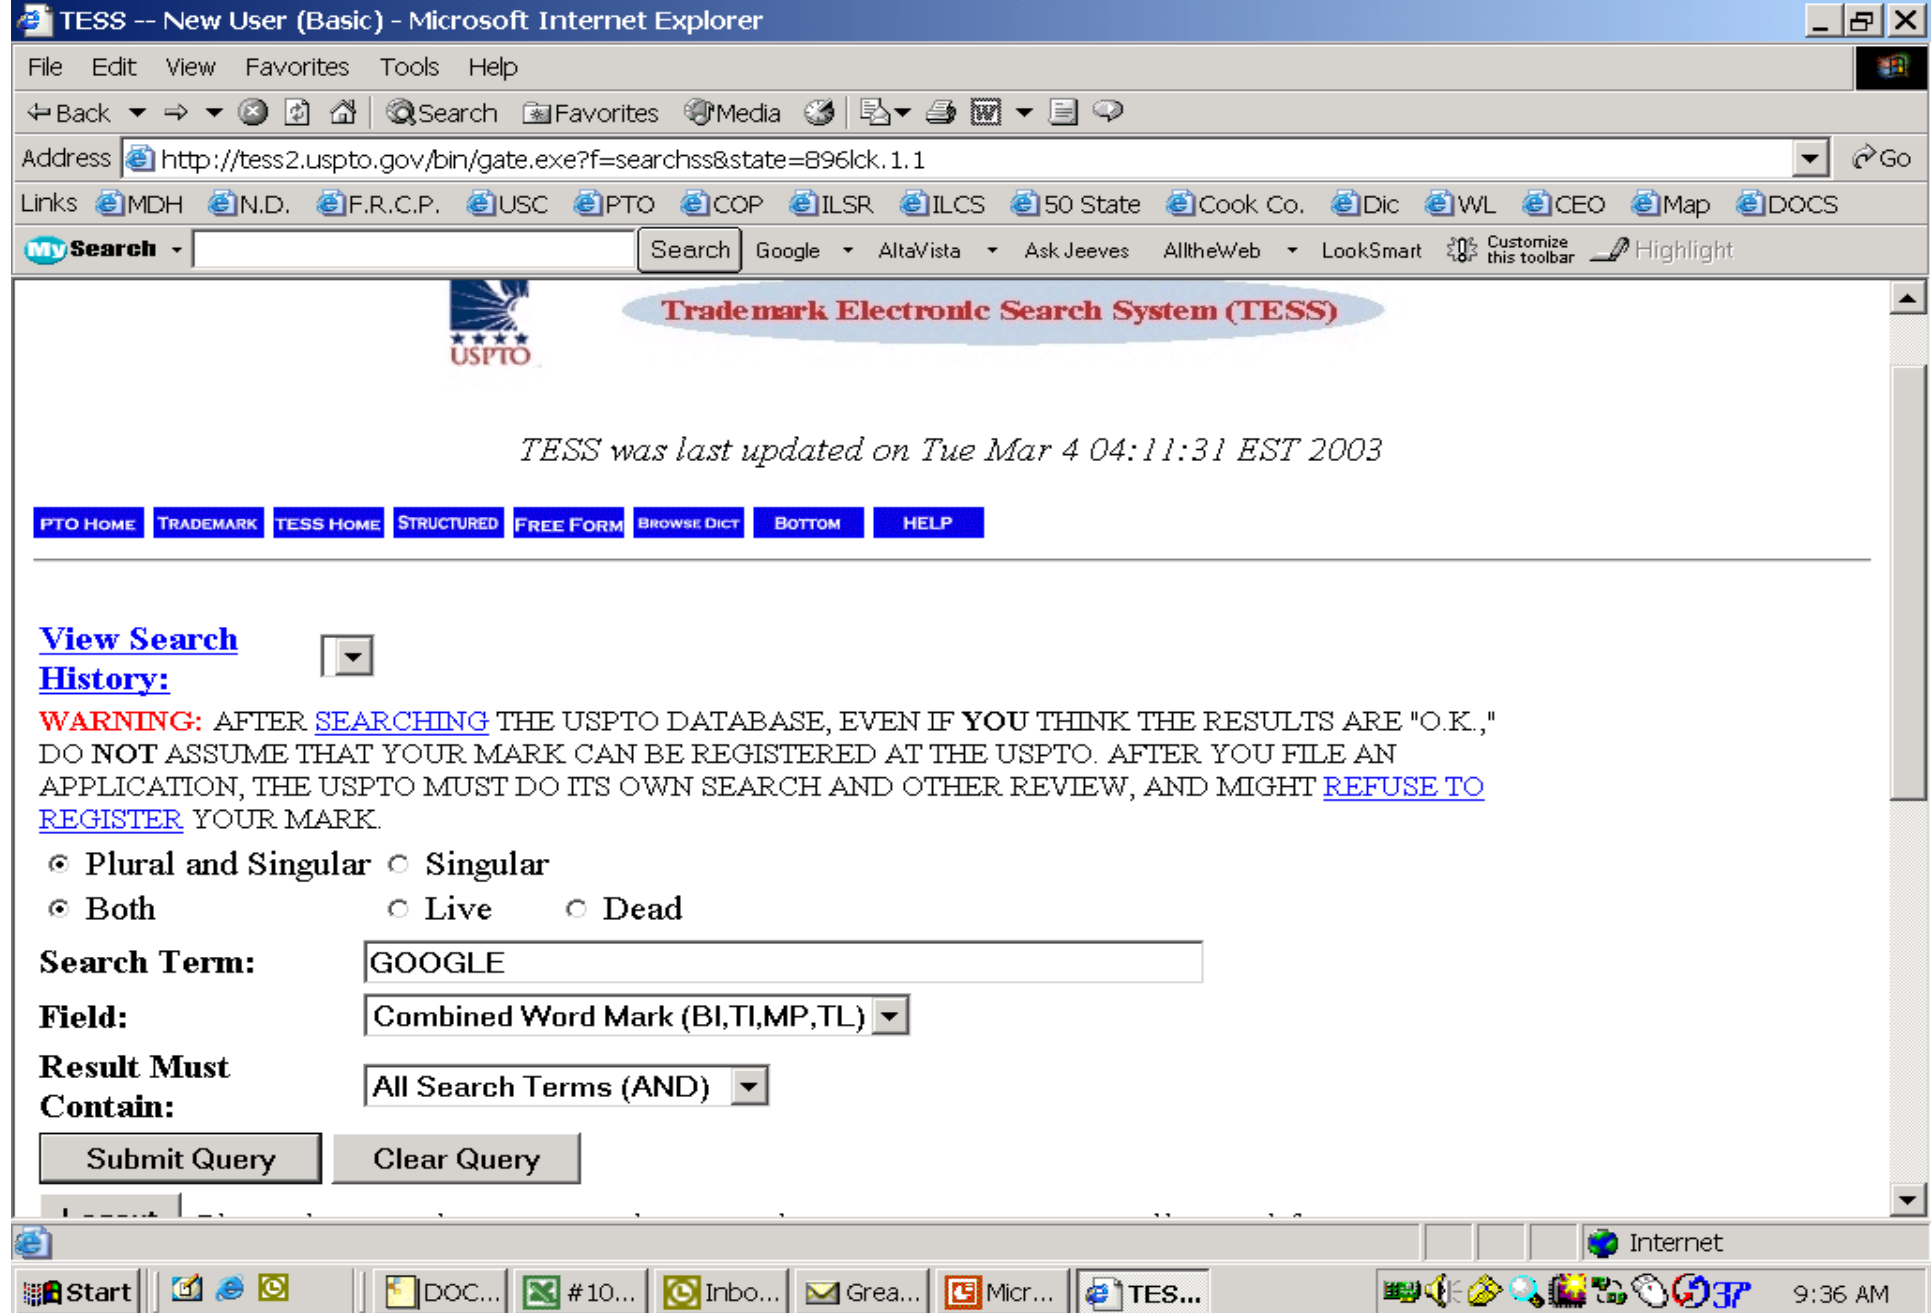 TESS -- New User (Basic) - Microsoft Internet Explorer
File Edit View Favorites Tools Help
Back Search Favorites Media
Address http://tess2.uspto.gov/bin/gate.exe?f=searchss&state=896lck.1.1 Go
Links MDH N.D. F.R.C.P. USC PTO COP ILSR ILCS 50 State Cook Co. Dic WL CEO Map DOCS
My Search Search Google AltaVista Ask Jeeves AlltheWeb LookSmart Customize this toolbar Highlight
Trademark Electronic Search System (TESS)
USPTO
TESS was last updated on Tue Mar 4 04:11:31 EST 2003
PTO HOME TRADEMARK TESS HOME STRUCTURED FREE FORM BROWSE DICT BOTTOM HELP
View Search
History:
WARNING: AFTER SEARCHING THE USPTO DATABASE, EVEN IF YOU THINK THE RESULTS ARE "O.K.,"
DO NOT ASSUME THAT YOUR MARK CAN BE REGISTERED AT THE USPTO. AFTER YOU FILE AN
APPLICATION, THE USPTO MUST DO ITS OWN SEARCH AND OTHER REVIEW, AND MIGHT REFUSE TO
REGISTER YOUR MARK.
Plural and Singular Singular
Both Live Dead
Search Term: GOOGLE
Field: Combined Word Mark (BI,TI,MP,TL)
Result Must
Contain: All Search Terms (AND)
Submit Query Clear Query
Internet
Start DOC... #10... Inbo... Grea... Micr... TES... 37° 9:36 AM